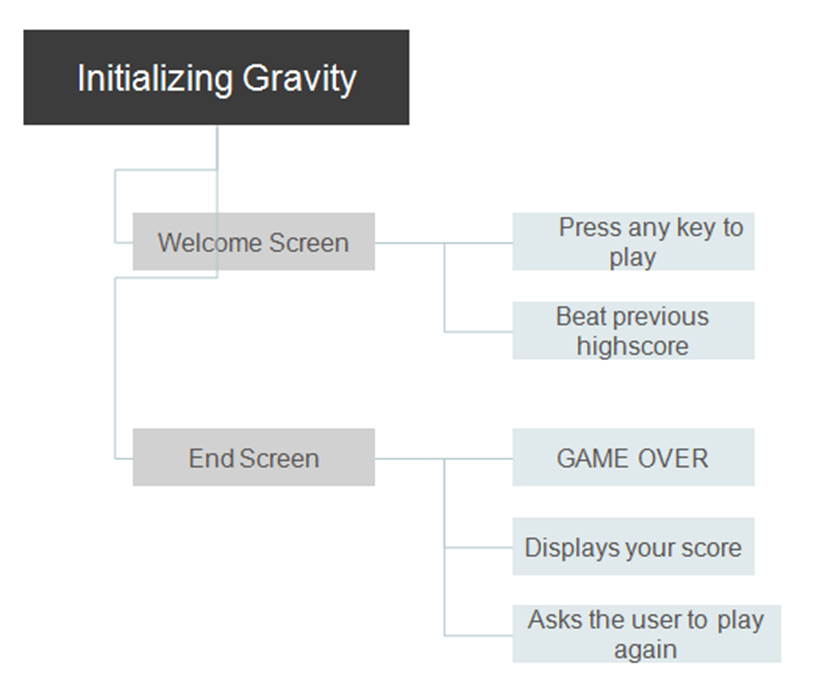 Initializing Gravity
Welcome Screen
Press any key to
play
Beat previous
highscore
End Screen
GAME OVER
Displays your score
Asks the user to play
again